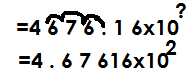 =4 6 7 6 . 1 6x10?
=4 . 6 7 616x10²